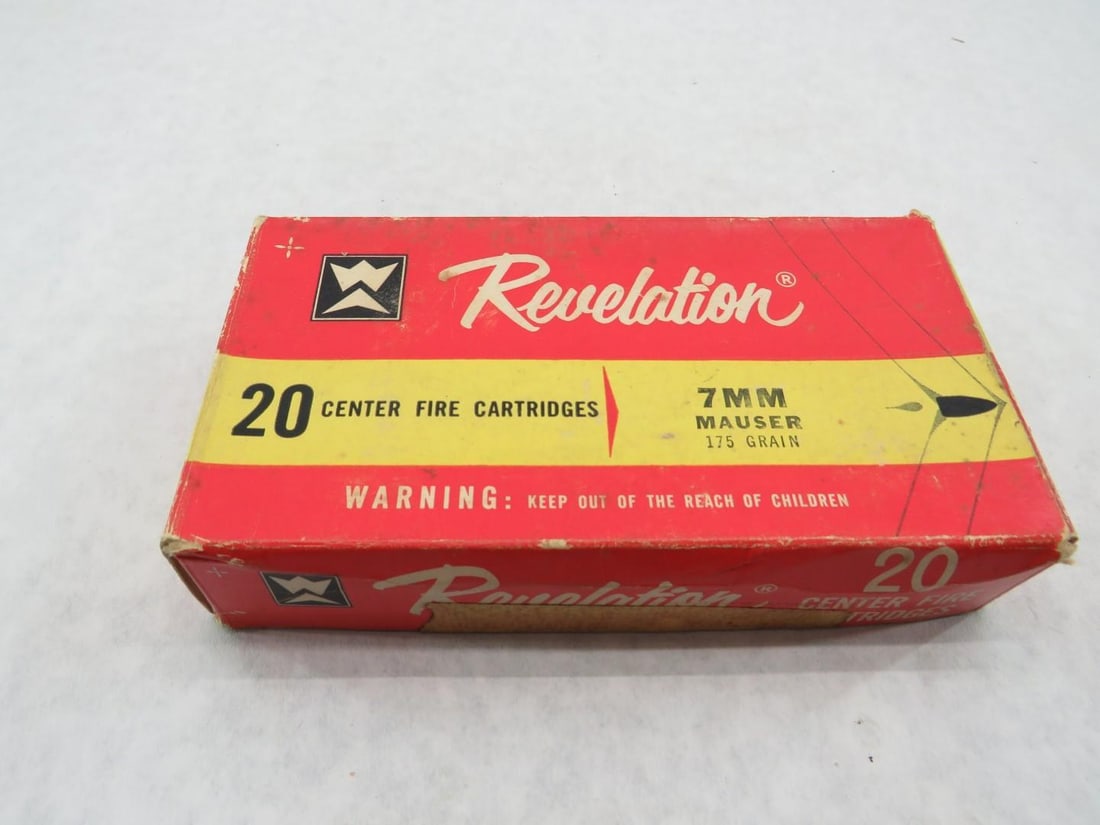 Revelation®
20 CENTER FIRE CARTRIDGES
7MM
MAUSER
175 GRAIN
WARNING: KEEP OUT OF THE REACH OF CHILDREN
Revelation®
20
CENTER FIRE
TRIDGES